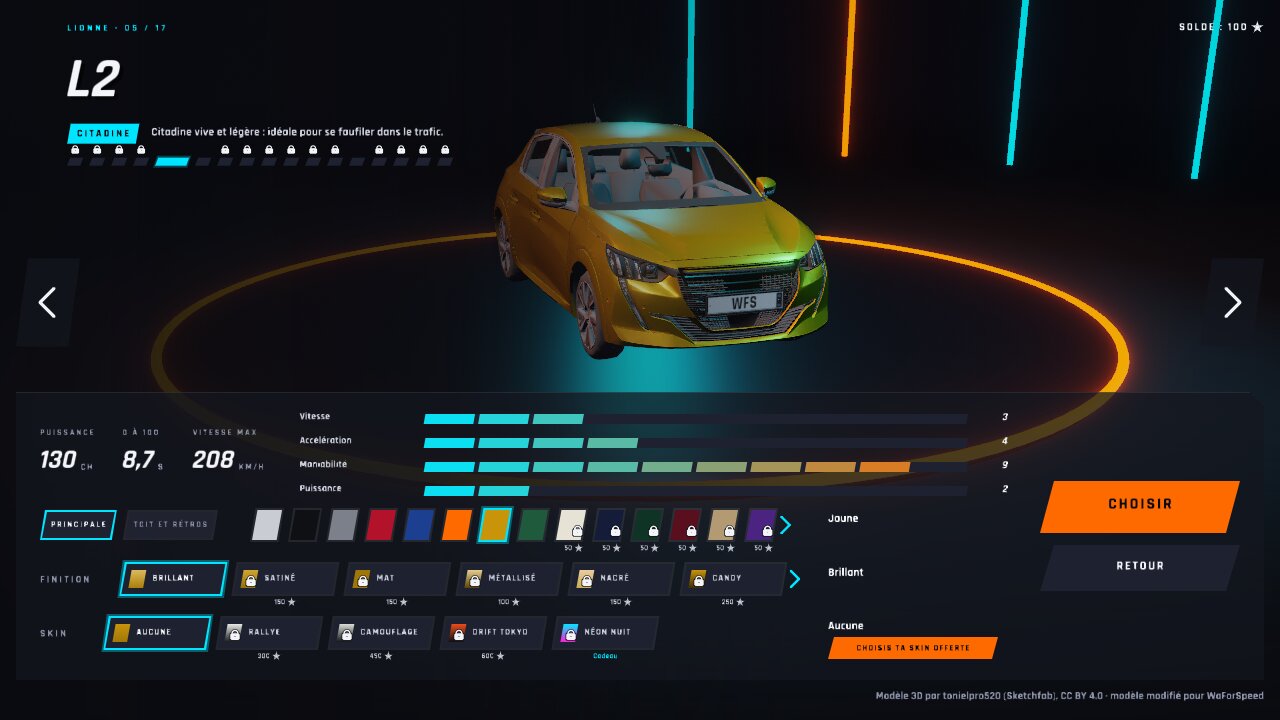 LIONNE · 05 / 17
SOLDE : 100 ★
L2
CITADINE
Citadine vive et légère : idéale pour se faufiler dans le trafic.
WFS
PUISSANCE
0 À 100
VITESSE MAX
130 CH
8,7 S
208 KM/H
Vitesse 3
Accélération 4
Maniabilité 9
Puissance 2
PRINCIPALE
TOIT ET RÉTROS
50 ★ 50 ★ 50 ★ 50 ★ 50 ★ 50 ★
Jaune
FINITION
BRILLANT
SATINÉ
MAT
MÉTALLISÉ
NACRÉ
CANDY
150 ★ 150 ★ 100 ★ 150 ★ 250 ★
Brillant
SKIN
AUCUNE
RALLYE
CAMOUFLAGE
DRIFT TOKYO
NÉON NUIT
300 ★ 450 ★ 600 ★ Cadeau
Aucune
CHOISIS TA SKIN OFFERTE
CHOISIR
RETOUR
Modèle 3D par tonielpro520 (Sketchfab), CC BY 4.0 · modèle modifié pour WaForSpeed